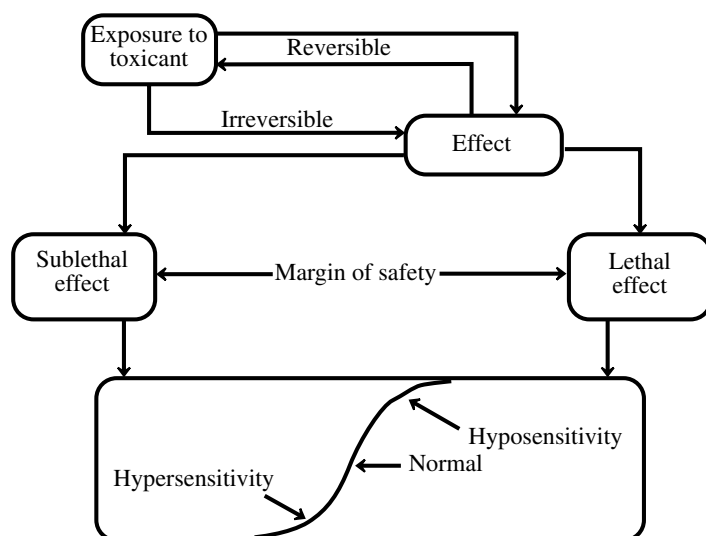 Exposure to
toxicant
Reversible
Irreversible
Effect
Sublethal
effect
Margin of safety
Lethal
effect
Hyposensitivity
Normal
Hypersensitivity